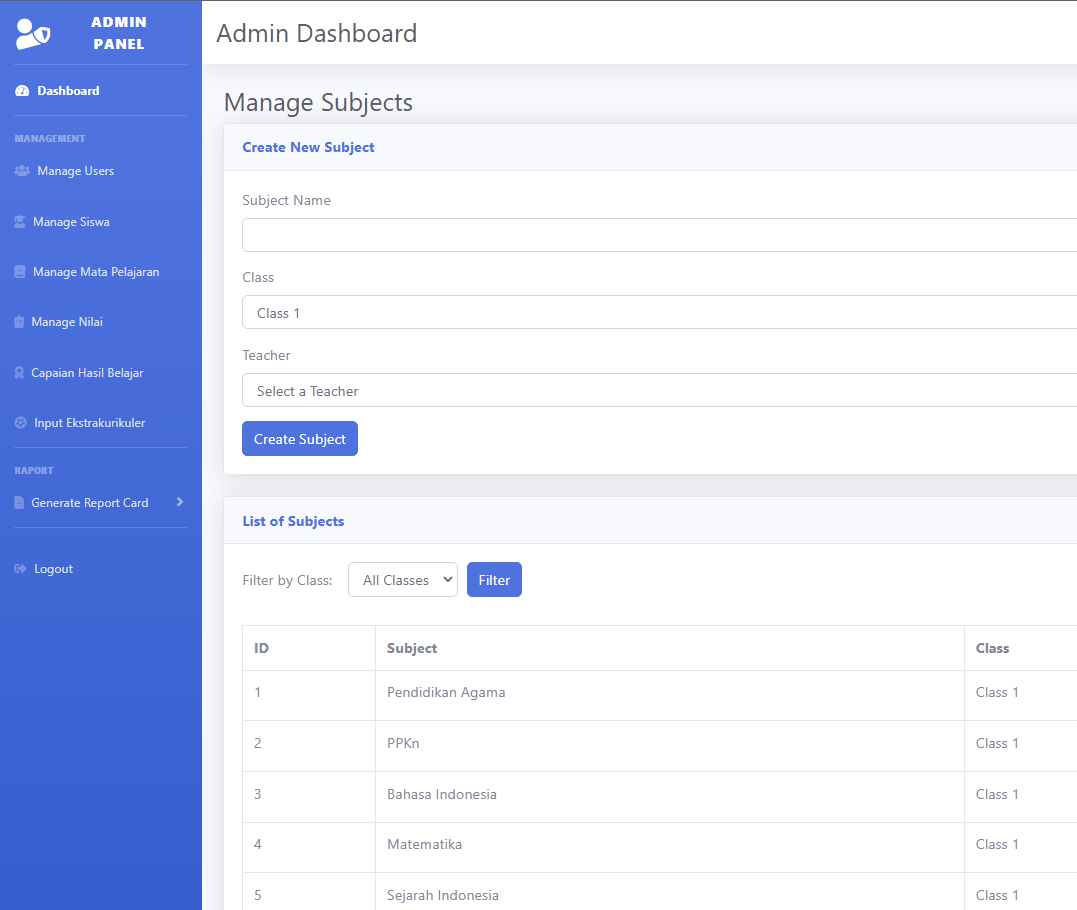 ADMIN
PANEL
Dashboard
MANAGEMENT
Manage Users
Manage Siswa
Manage Mata Pelajaran
Manage Nilai
Capaian Hasil Belajar
Input Ekstrakurikuler
RAPORT
Generate Report Card
Logout
Admin Dashboard
Manage Subjects
Create New Subject
Subject Name
Class
Class 1
Teacher
Select a Teacher
Create Subject
List of Subjects
Filter by Class: All Classes Filter
ID Subject Class
1 Pendidikan Agama Class 1
2 PPKn Class 1
3 Bahasa Indonesia Class 1
4 Matematika Class 1
5 Sejarah Indonesia Class 1